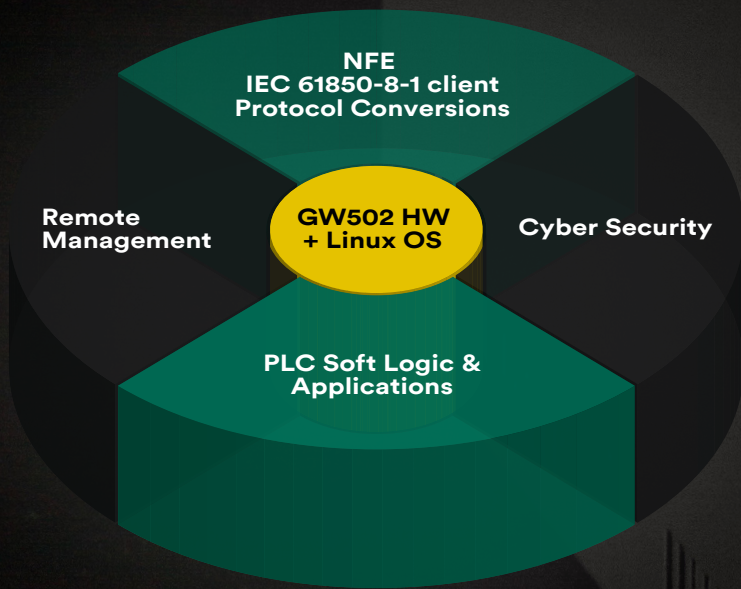 NFE
IEC 61850-8-1 client
Protocol Conversions
Remote
Management
GW502 HW
+ Linux OS
Cyber Security
PLC Soft Logic &
Applications